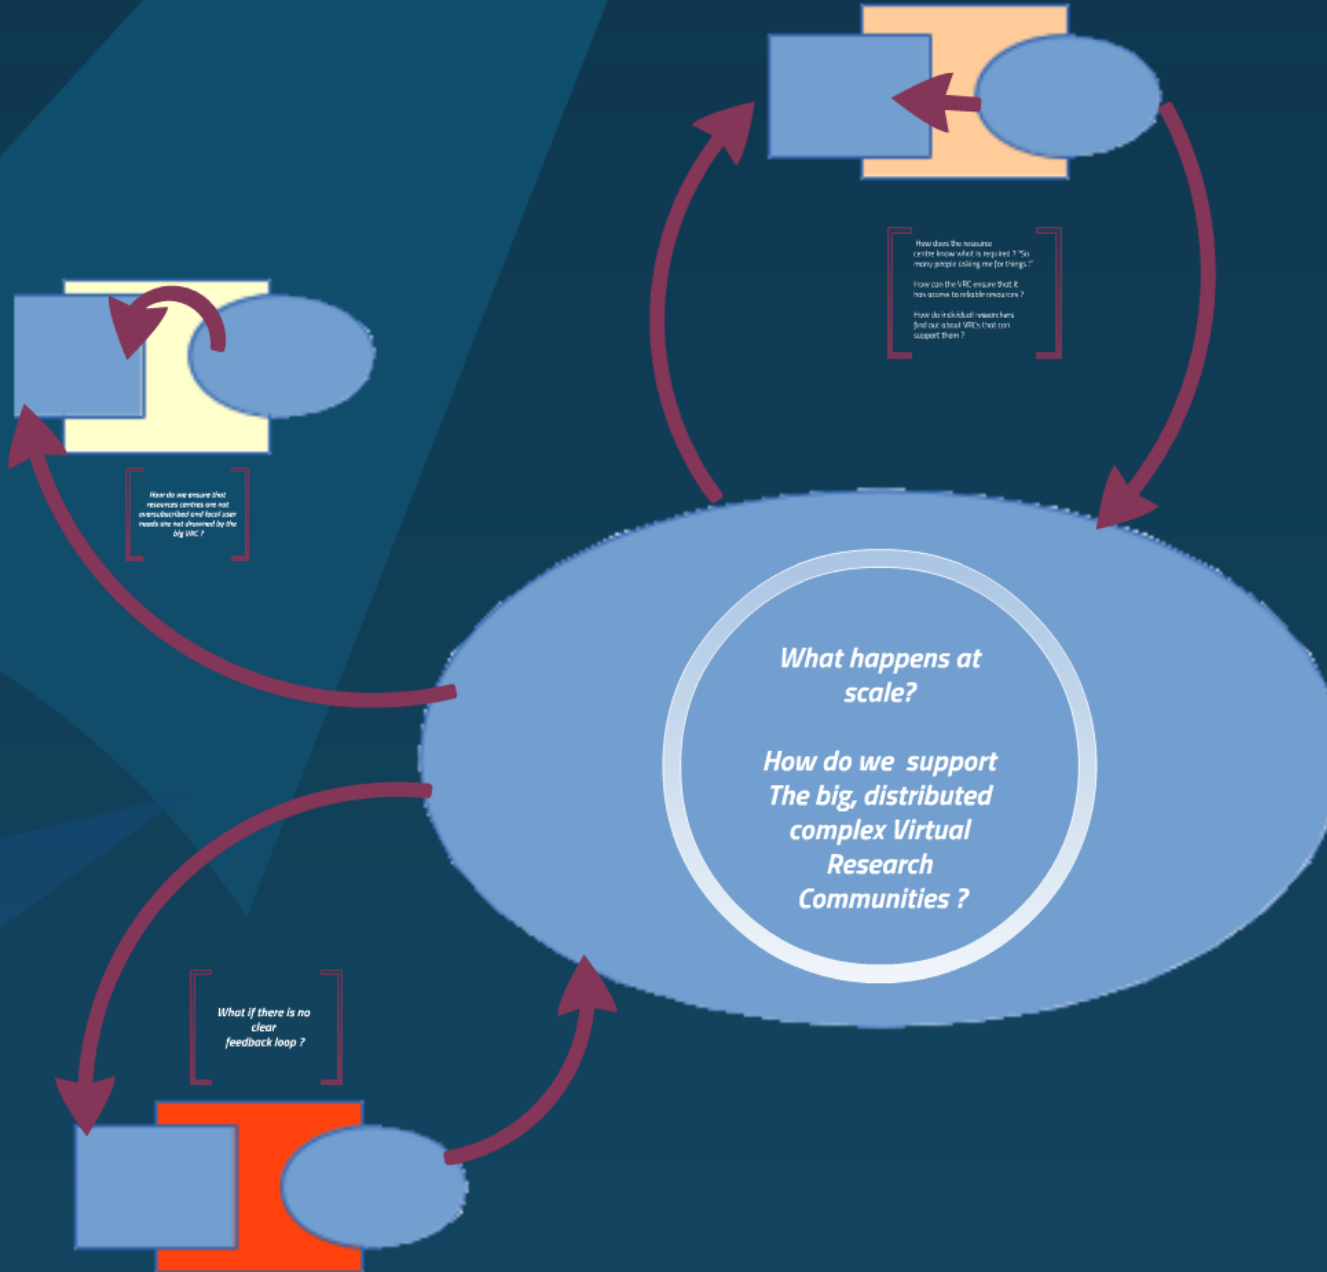 How does the resource
centre know what is required ? "So
many people asking me for things !"
How can the VRC ensure that it
has access to reliable resources ?
How do individual researchers
find out about VRCs that can
support them ?
How do we ensure that
resources centres are not
oversubscribed and local user
needs are not drowned by the
big VRC ?
What happens at
scale?
How do we support
The big, distributed
complex Virtual
Research
Communities ?
What if there is no
clear
feedback loop ?